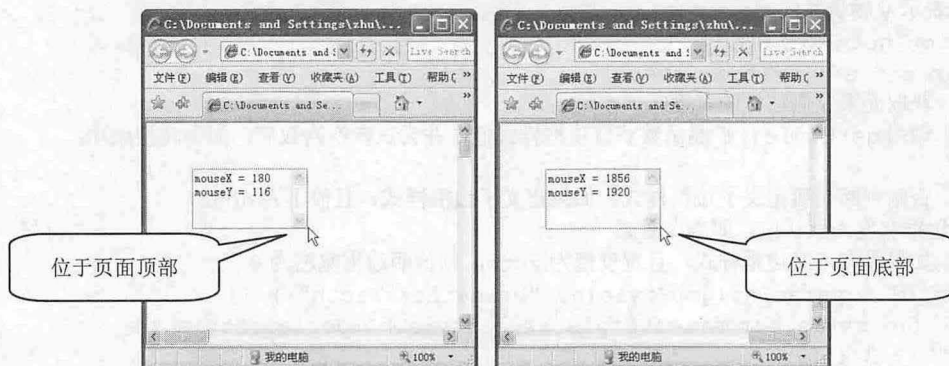 C:\Documents and Settings\zhu\...
C:\Documents and S
Live Search
文件(F) 编辑(E) 查看(V) 收藏夹(A) 工具(T) 帮助( »
C:\Documents and Se...
mouseX = 180
mouseY = 116
位于页面顶部
我的电脑
100%
C:\Documents and Settings\zhu\...
C:\Documents and
Live Search
文件(F) 编辑(E) 查看(V) 收藏夹(A) 工具(T) 帮助( »
C:\Documents and Se...
mouseX = 1856
mouseY = 1920
位于页面底部
我的电脑
100%